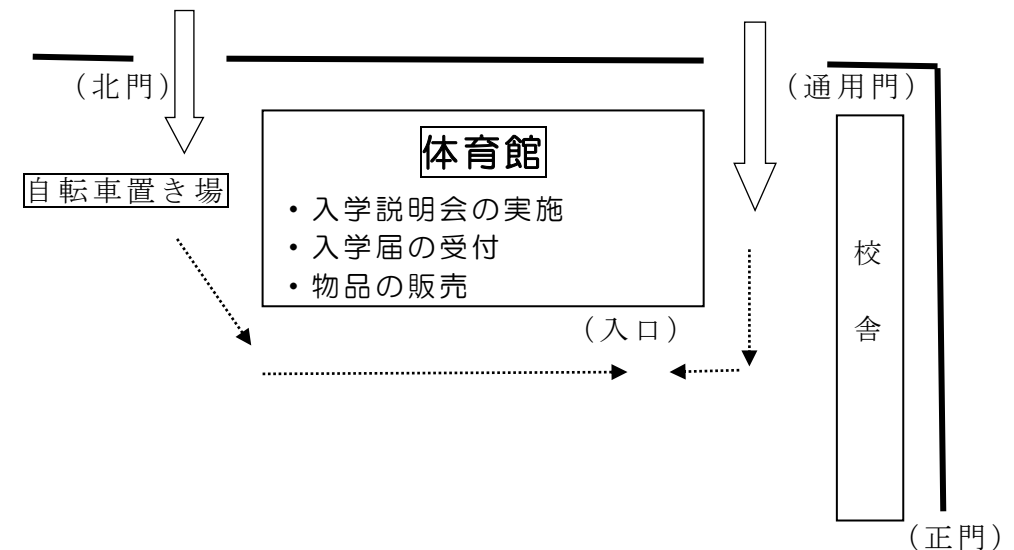 (北門)
(通用門)
体育館
自転車置き場
・入学説明会の実施
・入学届の受付
・物品の販売
(入口)
校舎
(正門)